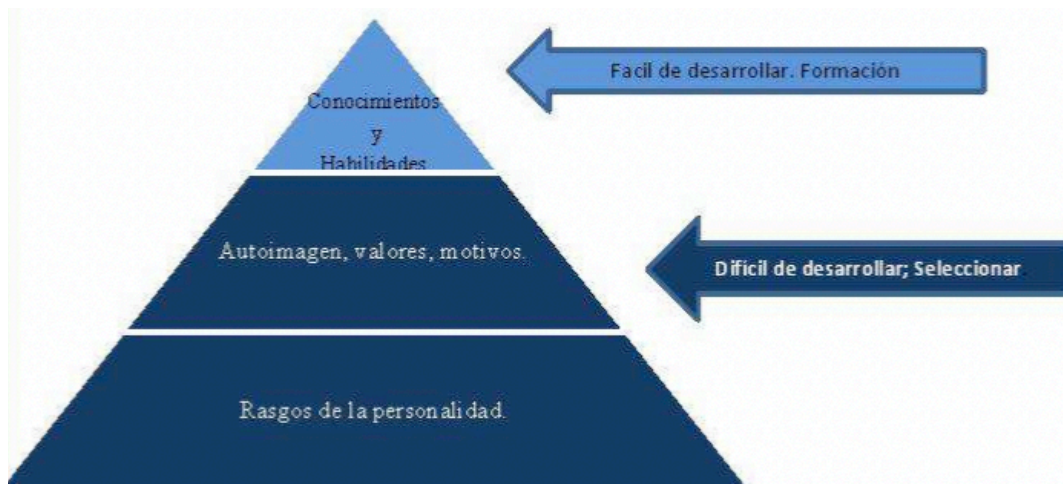 Facil de desarrollar. Formación
Conocimientos
y
Habilidades
Autoimagen, valores, motivos.
Difícil de desarrollar; Seleccionar.
Rasgos de la personalidad.